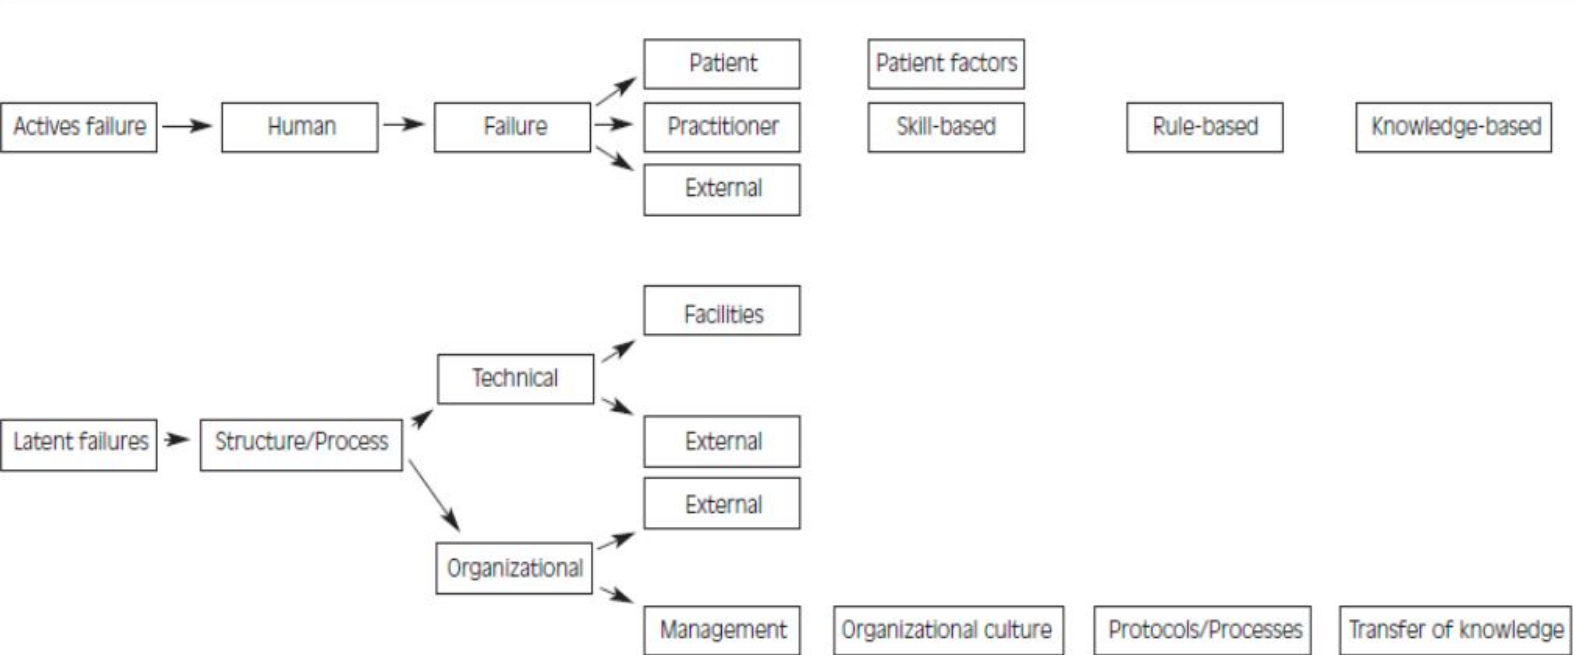 Patient
Patient factors
Actives failure
Human
Failure
Practitioner
Skill-based
Rule-based
Knowledge-based
External
Facilities
Technical
Latent failures
Structure/Process
External
External
Organizational
Management
Organizational culture
Protocols/Processes
Transfer of knowledge